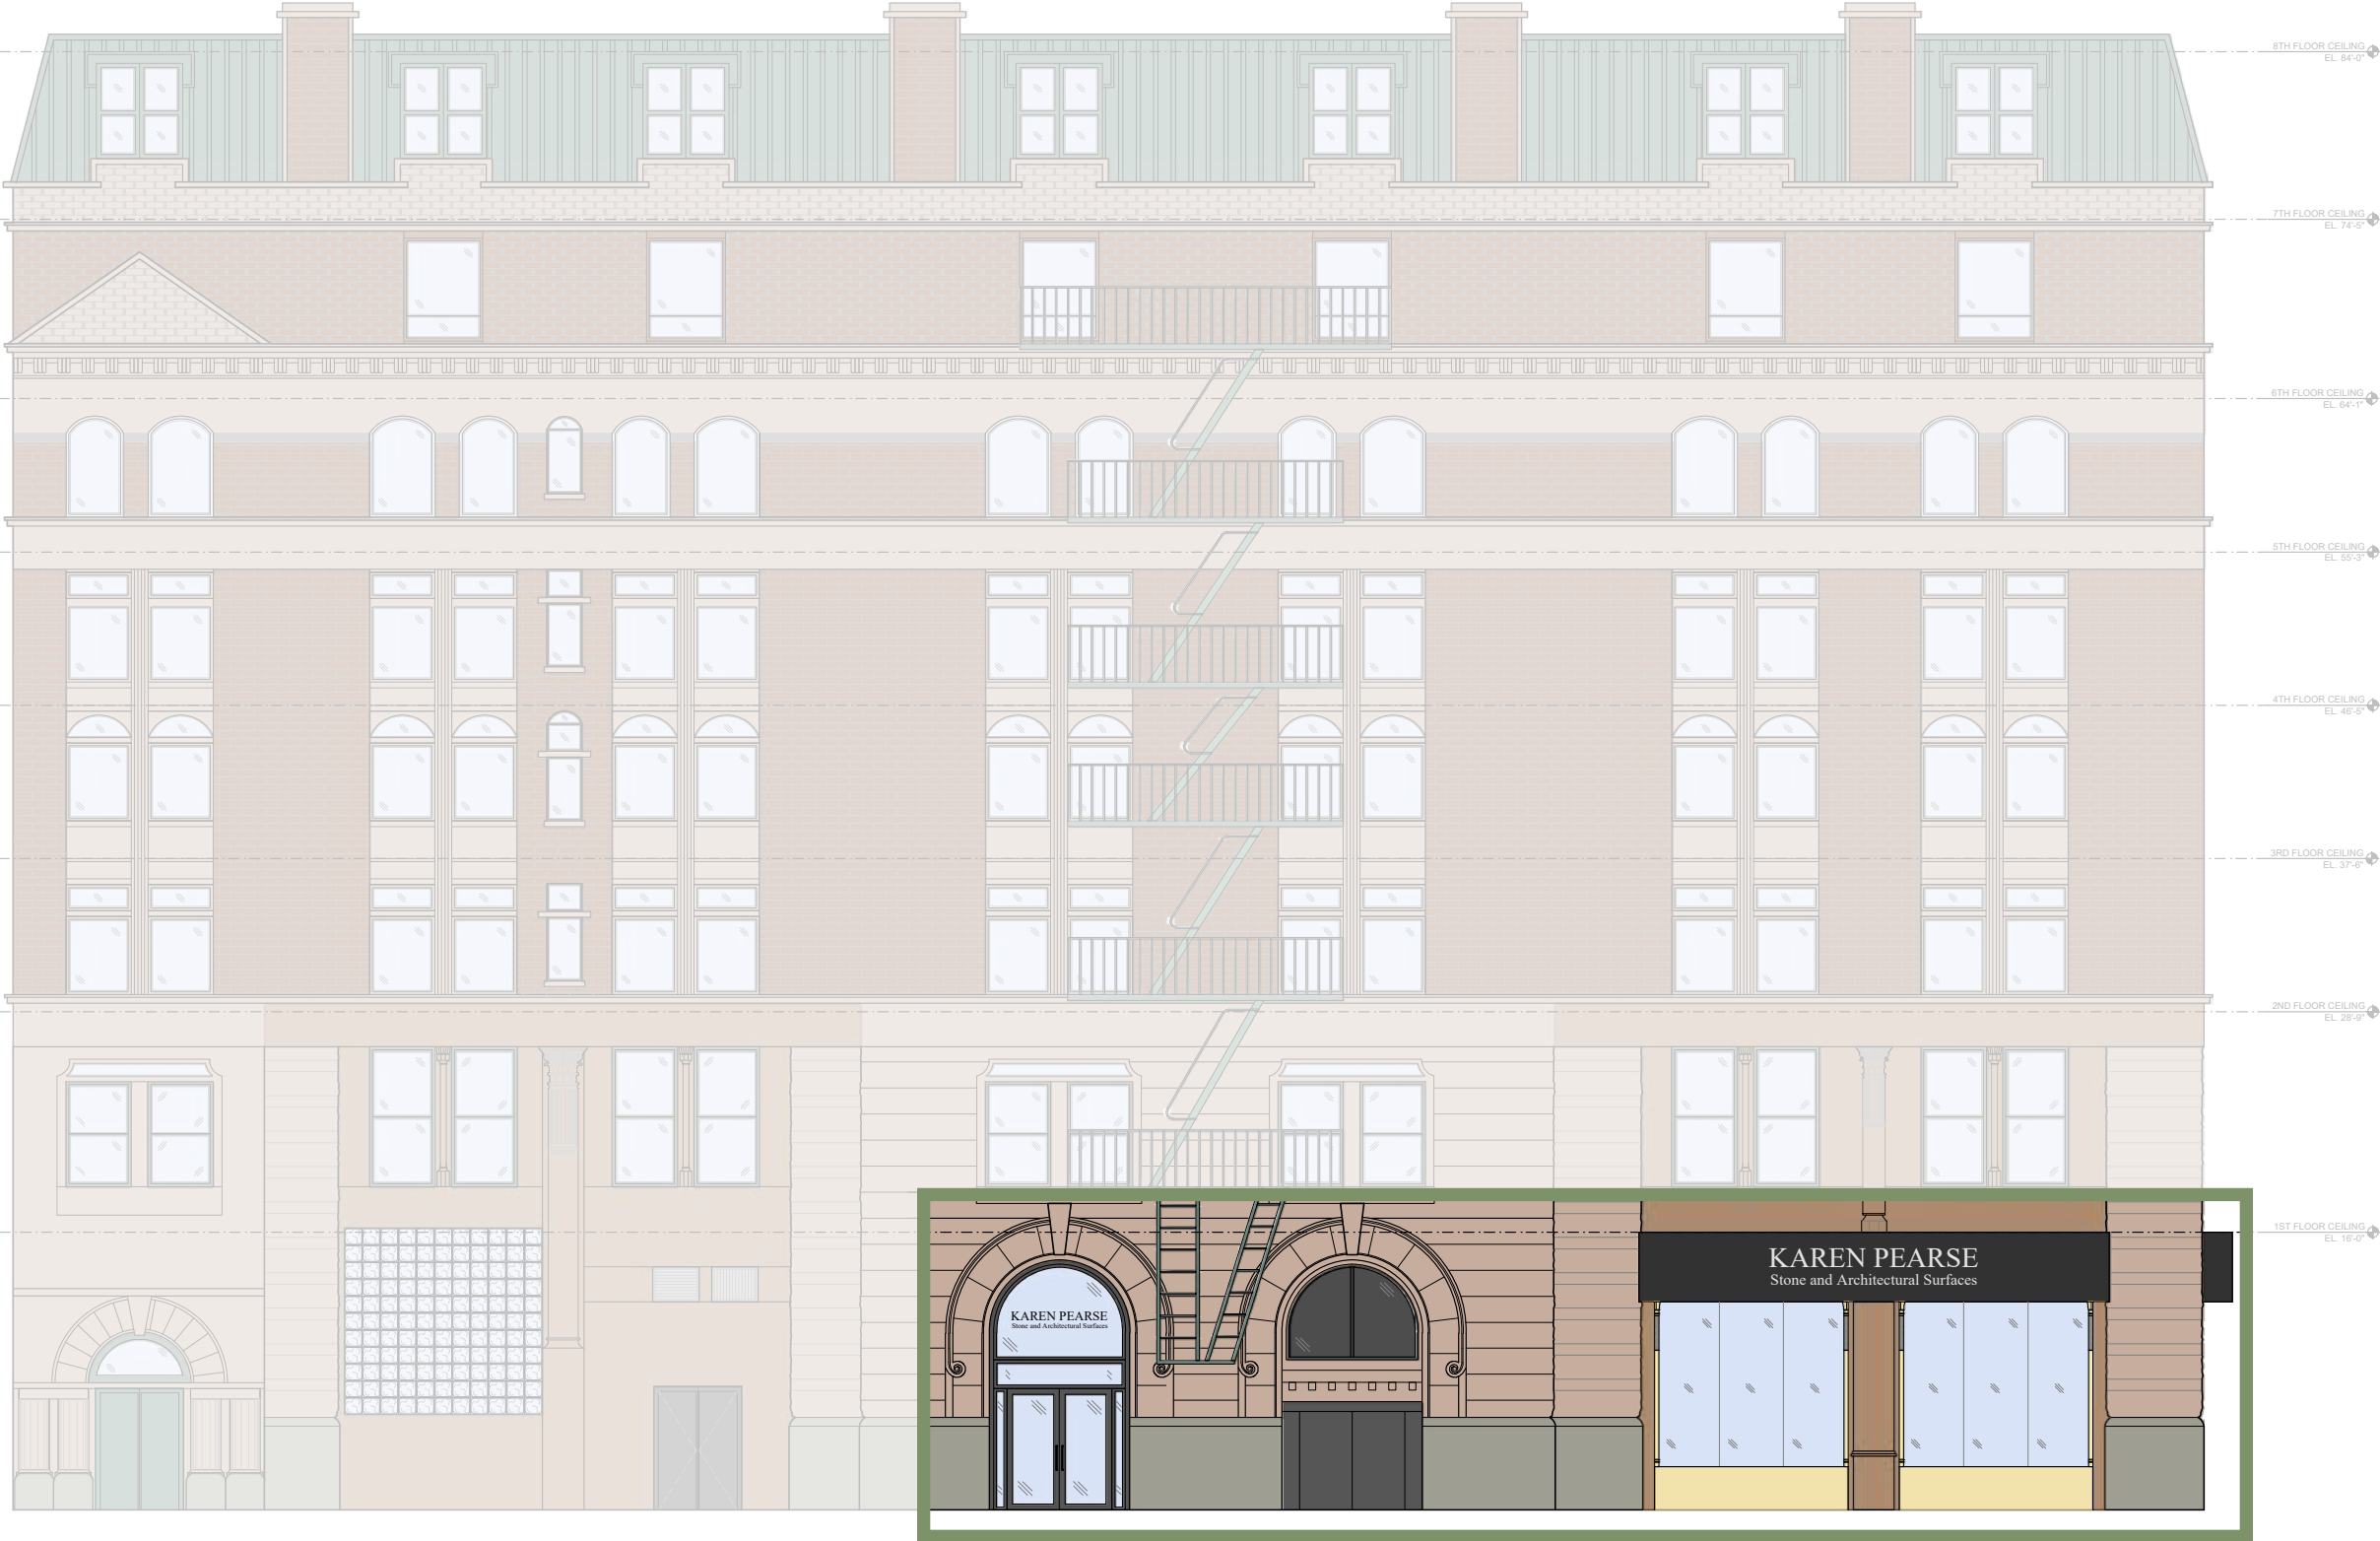 8TH FLOOR CEILING
EL. 84'-0"
7TH FLOOR CEILING
EL. 74'-5"
6TH FLOOR CEILING
EL. 64'-1"
5TH FLOOR CEILING
EL. 55'-3"
4TH FLOOR CEILING
EL. 46'-5"
3RD FLOOR CEILING
EL. 37'-6"
2ND FLOOR CEILING
EL. 28'-9"
1ST FLOOR CEILING
EL. 16'-0"
KAREN PEARSE
Stone and Architectural Surfaces
KAREN PEARSE
Stone and Architectural Surfaces